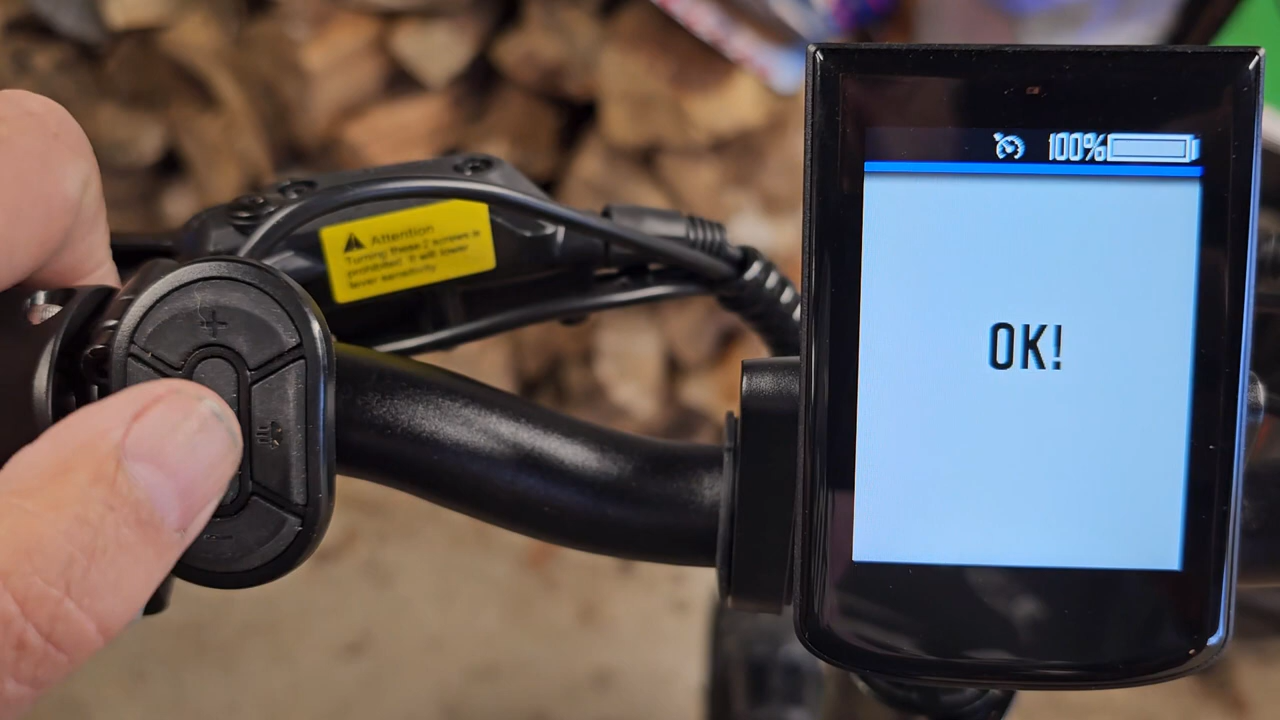 100%
OK!
Attention
Turning these 2 screws is
prohibited. It will lower
lever sensitivity
+
-